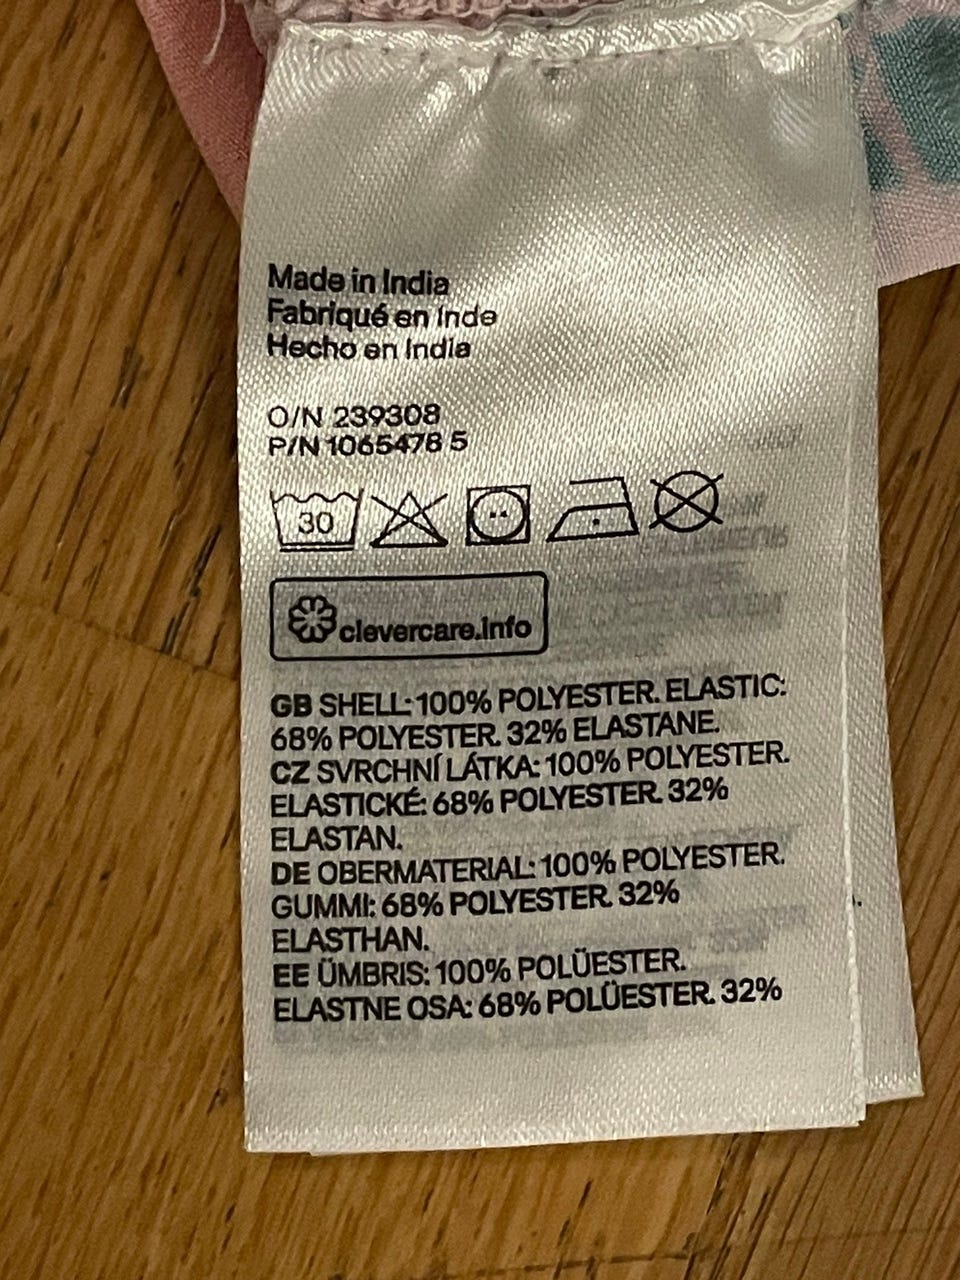 Made in India
Fabriqué en Inde
Hecho en India
O/N 239308
P/N 1065478 5
30
clevercare.info
GB SHELL: 100% POLYESTER. ELASTIC:
68% POLYESTER. 32% ELASTANE.
CZ SVRCHNÍ LÁTKA: 100% POLYESTER.
ELASTICKÉ: 68% POLYESTER. 32%
ELASTAN.
DE OBERMATERIAL: 100% POLYESTER.
GUMMI: 68% POLYESTER. 32%
ELASTHAN.
EE ÜMBRIS: 100% POLÜESTER.
ELASTNE OSA: 68% POLÜESTER. 32%